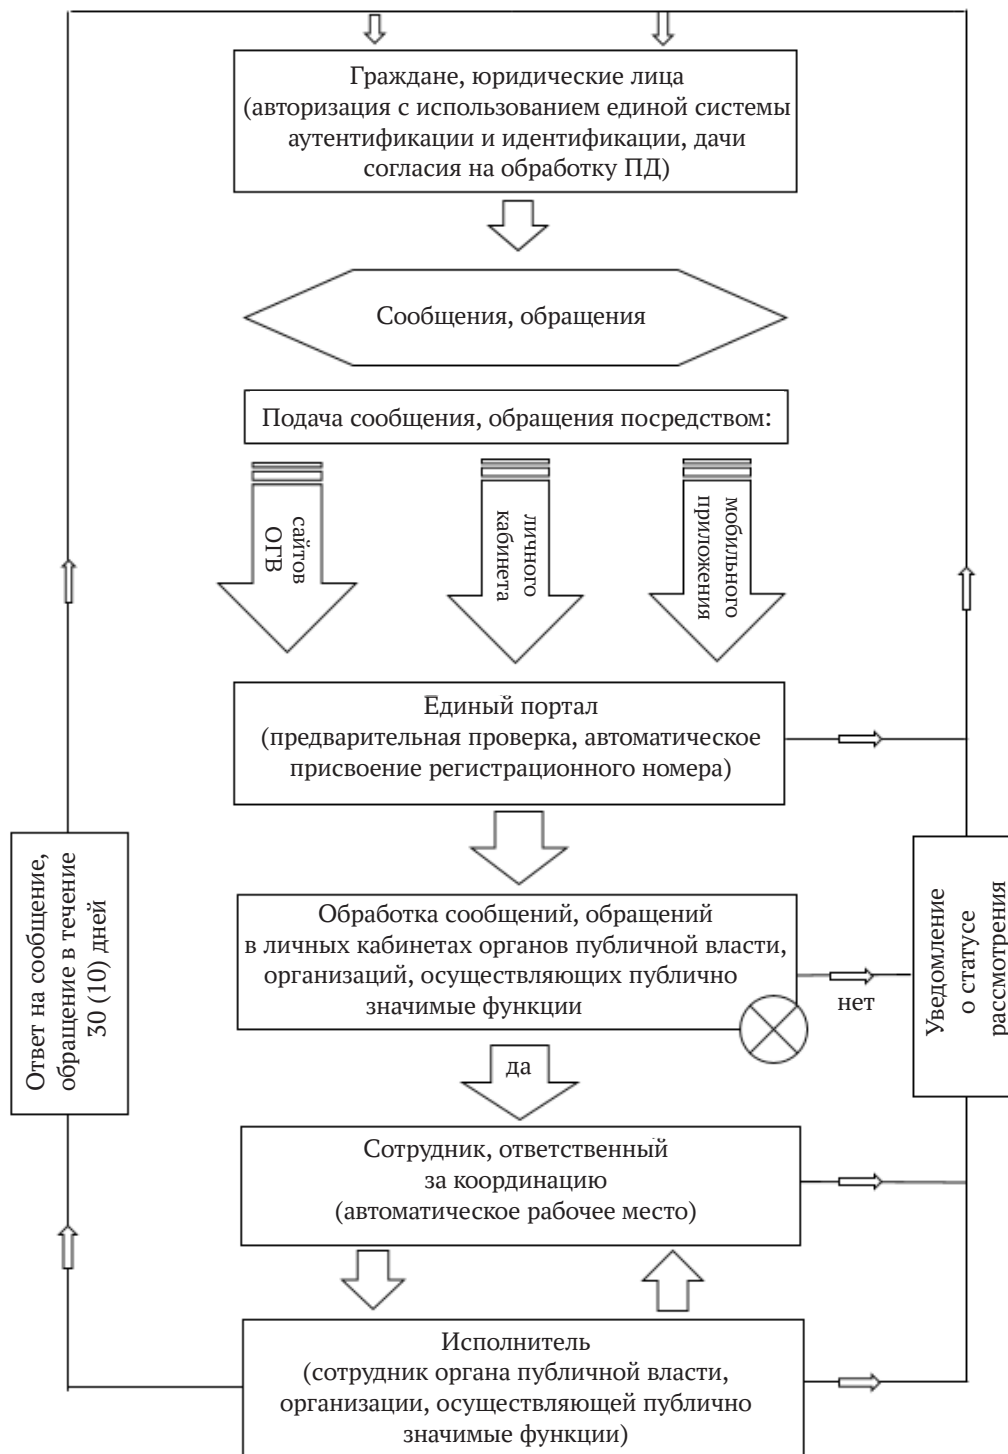 Граждане, юридические лица
(авторизация с использованием единой системы
аутентификации и идентификации, дачи
согласия на обработку ПД)
Сообщения, обращения
Подача сообщения, обращения посредством:
сайтов
ОГВ
личного
кабинета
мобильного
приложения
Единый портал
(предварительная проверка, автоматическое
присвоение регистрационного номера)
Ответ на сообщение,
обращение в течение
30 (10) дней
Обработка сообщений, обращений
в личных кабинетах органов публичной власти,
организаций, осуществляющих публично
значимые функции
нет
Уведомление
о статусе
рассмотрения
да
Сотрудник, ответственный
за координацию
(автоматическое рабочее место)
Исполнитель
(сотрудник органа публичной власти,
организации, осуществляющей публично
значимые функции)